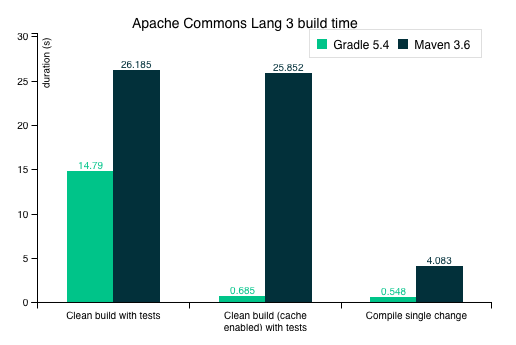 Apache Commons Lang 3 build time
Gradle 5.4 Maven 3.6
duration (s)
30
25
20
15
10
5
0
14.79
26.185
0.685
25.852
0.548
4.083
Clean build with tests
Clean build (cache
enabled) with tests
Compile single change